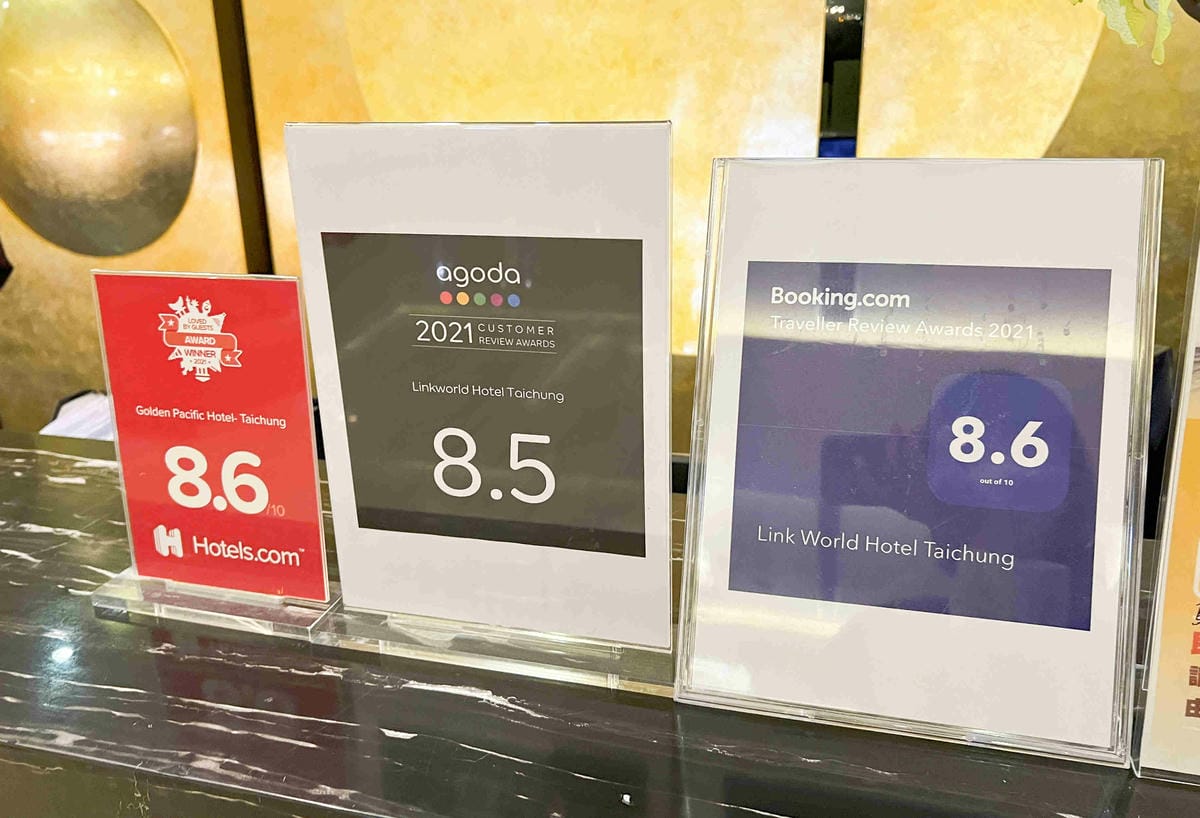 LOVED
BY GUESTS
AWARD
WINNER
2021
Golden Pacific Hotel- Taichung
8.6/10
Hotels.com™
agoda
2021 CUSTOMER
REVIEW AWARDS
Linkworld Hotel Taichung
8.5
Booking.com
Traveller Review Awards 2021
8.6
out of 10
Link World Hotel Taichung